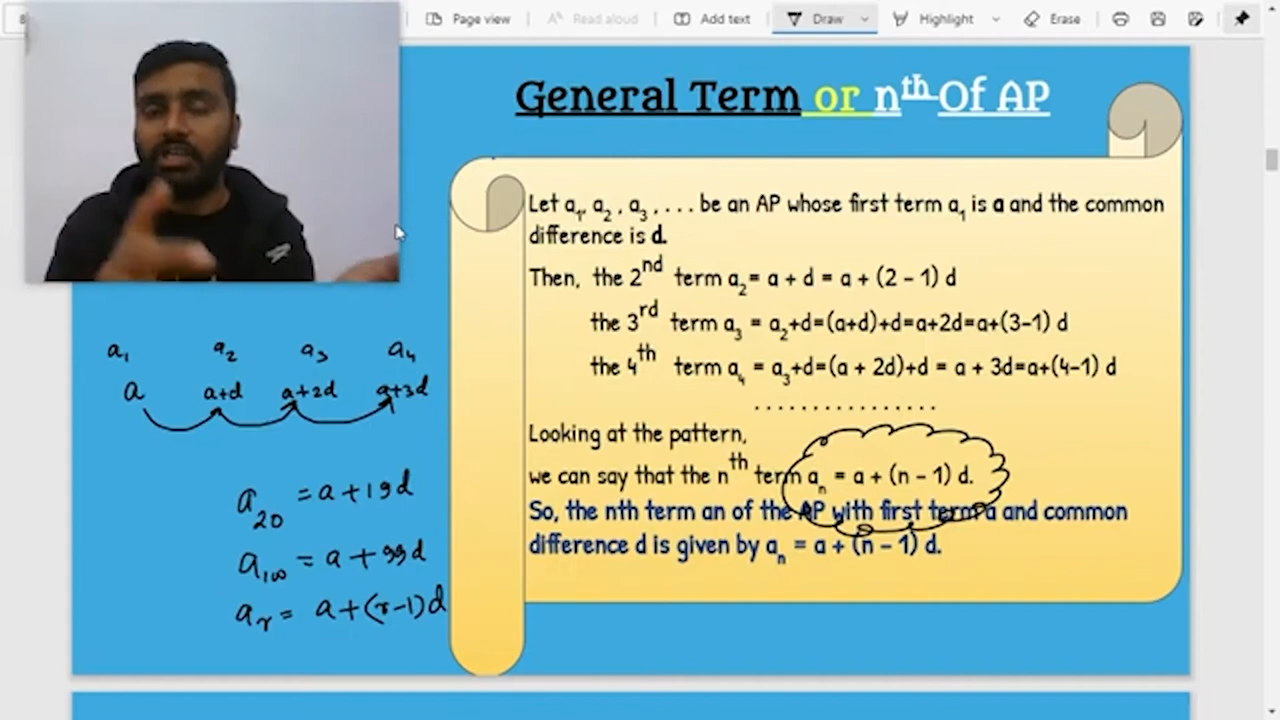 Page view Read aloud Add text Draw Highlight Erase
General Term or nth Of AP
Let a1, a2, a3, .... be an AP whose first term a1 is a and the common
difference is d.
Then, the 2nd term a2= a + d = a + (2 - 1) d
the 3rd term a3 = a2+d=(a+d)+d=a+2d=a+(3-1) d
the 4th term a4 = a3+d=(a + 2d)+d = a + 3d=a+(4-1) d
................
Looking at the pattern,
we can say that the nth term an = a + (n - 1) d.
So, the nth term an of the AP with first term a and common
difference d is given by an = a + (n - 1) d.
a1 a2 a3 a4
a a+d a+2d a+3d
a20 = a+19d
a100 = a+99d
ar = a+(r-1)d